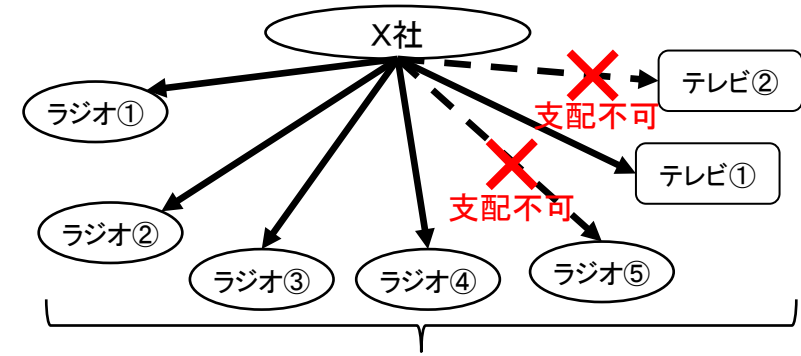 X社
テレビ②
支配不可
ラジオ①
テレビ①
支配不可
ラジオ②
ラジオ③
ラジオ④
ラジオ⑤